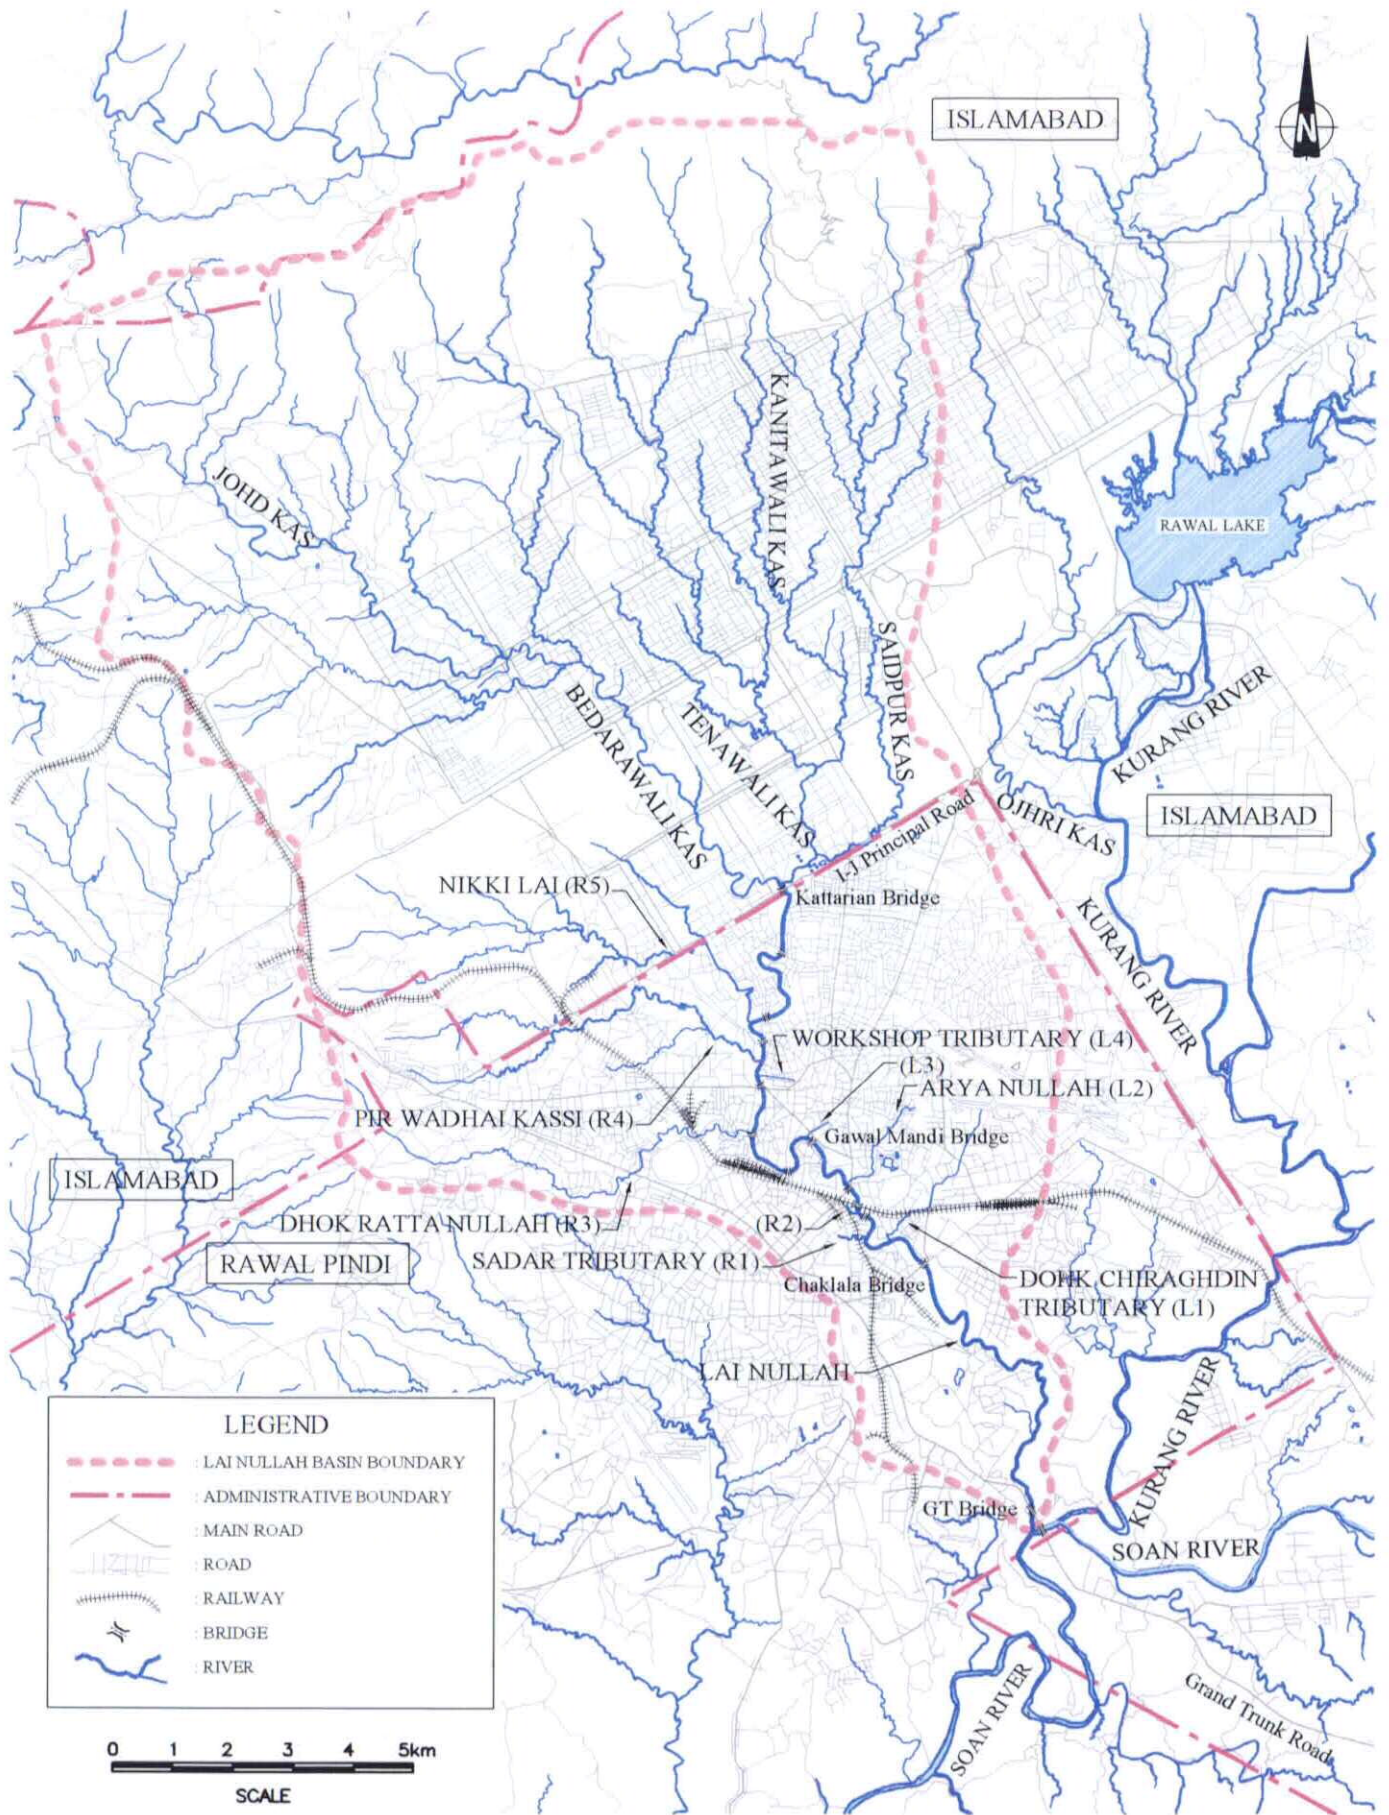 ISLAMABAD
N
KANITAWALI KAS
JOHD KAS
RAWAL LAKE
SAIDPUR KAS
BEDARAWALI KAS
TENAWALI KAS
KURANG RIVER
ISLAMABAD
OJHRI KAS
I-J Principal Road
NIKKI LAI (R5)
Kattarian Bridge
KURANG RIVER
WORKSHOP TRIBUTARY (L4)
(L3)
ARYA NULLAH (L2)
PIR WADHAI KASSI (R4)
Gawal Mandi Bridge
ISLAMABAD
DHOK RATTA NULLAH (R3)
(R2)
RAWAL PINDI
SADAR TRIBUTARY (R1)
Chaklala Bridge
DOHK CHIRAGHDIN
TRIBUTARY (L1)
LAI NULLAH
KURANG RIVER
GT Bridge
SOAN RIVER
SOAN RIVER
Grand Trunk Road
LEGEND
: LAI NULLAH BASIN BOUNDARY
: ADMINISTRATIVE BOUNDARY
: MAIN ROAD
: ROAD
: RAILWAY
: BRIDGE
: RIVER
0 1 2 3 4 5km
SCALE